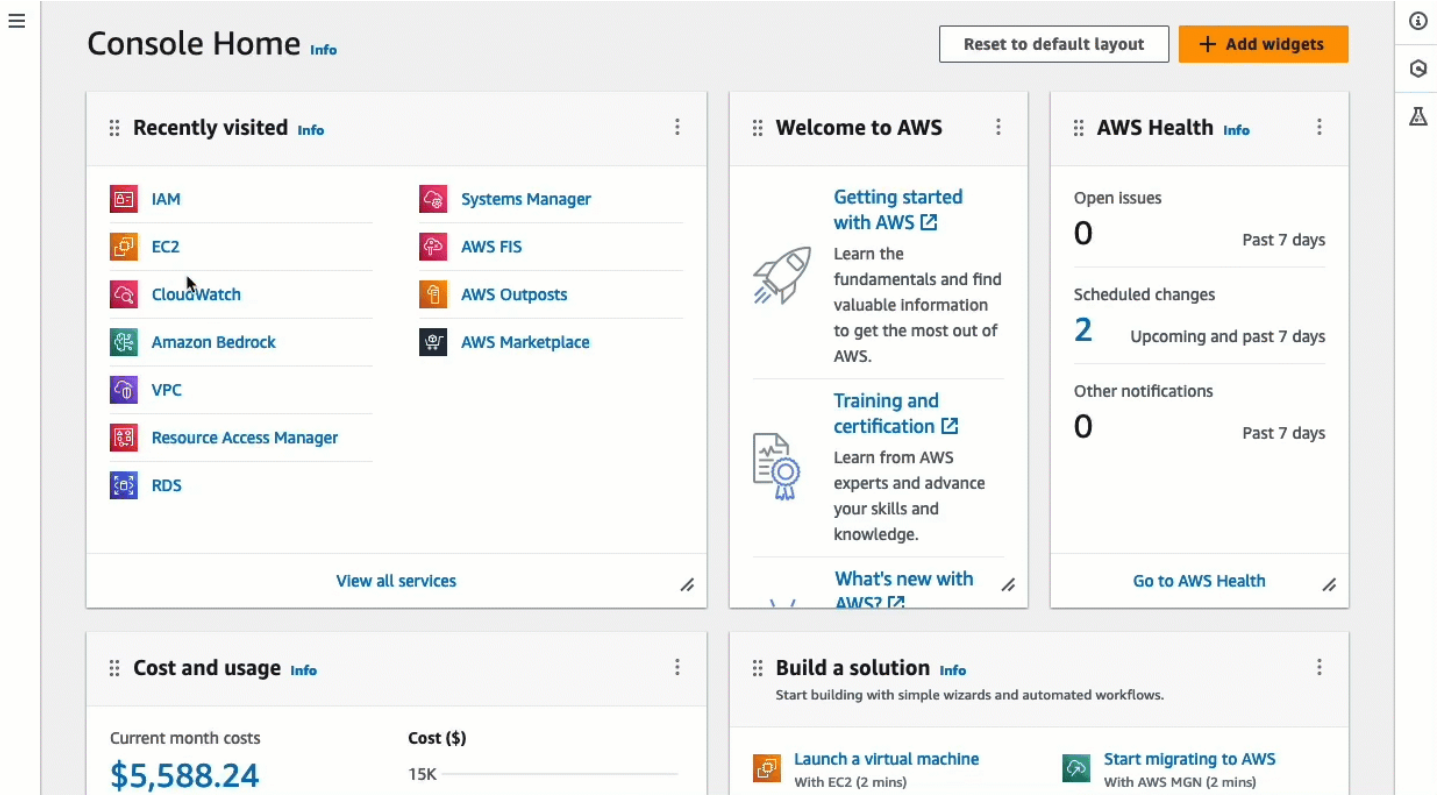 Console Home Info
Reset to default layout
Add widgets
Recently visited Info
IAM
EC2
CloudWatch
Amazon Bedrock
VPC
Resource Access Manager
RDS
Systems Manager
AWS FIS
AWS Outposts
AWS Marketplace
View all services
Welcome to AWS
Getting started
with AWS
Learn the
fundamentals and find
valuable information
to get the most out of
AWS.
Training and
certification
Learn from AWS
experts and advance
your skills and
knowledge.
What's new with
AWS?
AWS Health Info
Open issues
0
Past 7 days
Scheduled changes
2
Upcoming and past 7 days
Other notifications
0
Past 7 days
Go to AWS Health
Cost and usage Info
Current month costs
$5,588.24
Cost ($)
15K
Build a solution Info
Start building with simple wizards and automated workflows.
Launch a virtual machine
With EC2 (2 mins)
Start migrating to AWS
With AWS MGN (2 mins)